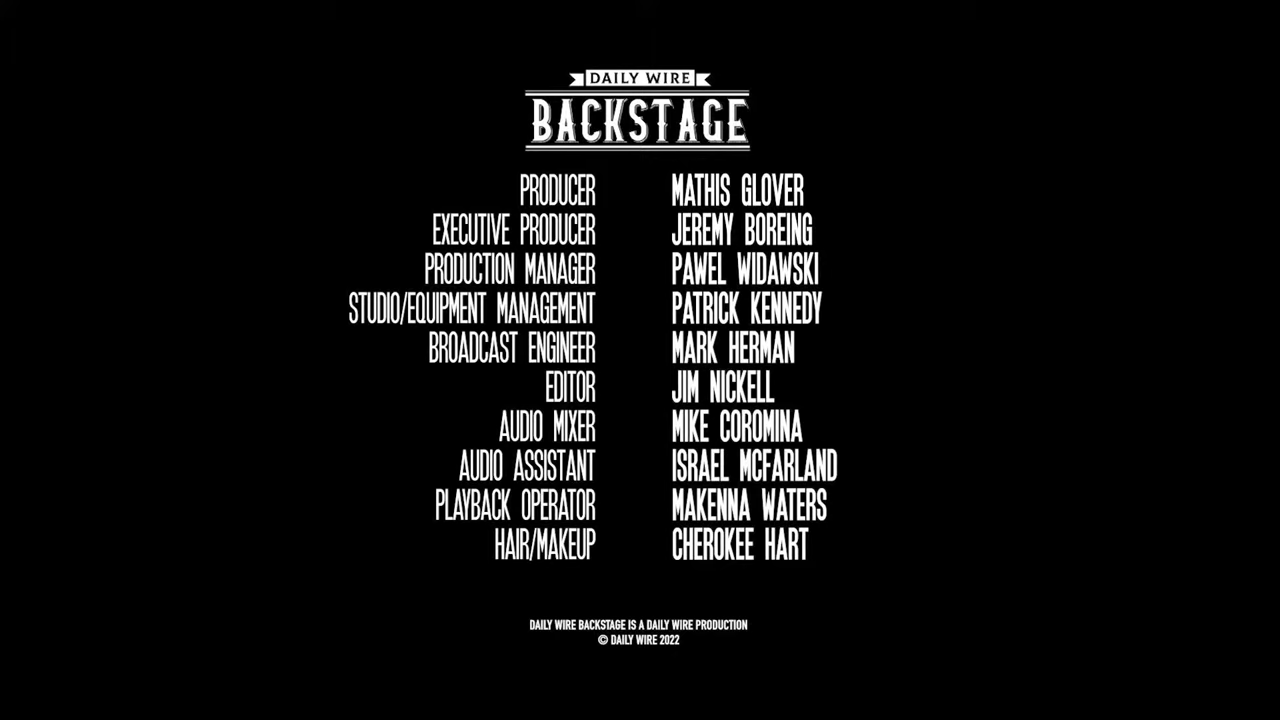 DAILY WIRE
BACKSTAGE
PRODUCER MATHIS GLOVER
EXECUTIVE PRODUCER JEREMY BOREING
PRODUCTION MANAGER PAWEL WIDAWSKI
STUDIO/EQUIPMENT MANAGEMENT PATRICK KENNEDY
BROADCAST ENGINEER MARK HERMAN
EDITOR JIM NICKELL
AUDIO MIXER MIKE COROMINA
AUDIO ASSISTANT ISRAEL MCFARLAND
PLAYBACK OPERATOR MAKENNA WATERS
HAIR/MAKEUP CHEROKEE HART
DAILY WIRE BACKSTAGE IS A DAILY WIRE PRODUCTION
© DAILY WIRE 2022